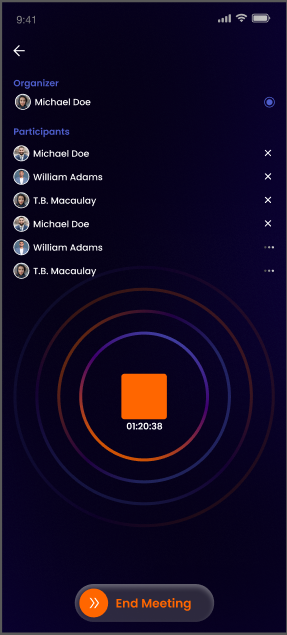 9:41
Organizer
Michael Doe
Participants
Michael Doe
William Adams
T.B. Macaulay
Michael Doe
William Adams
T.B. Macaulay
01:20:38
End Meeting